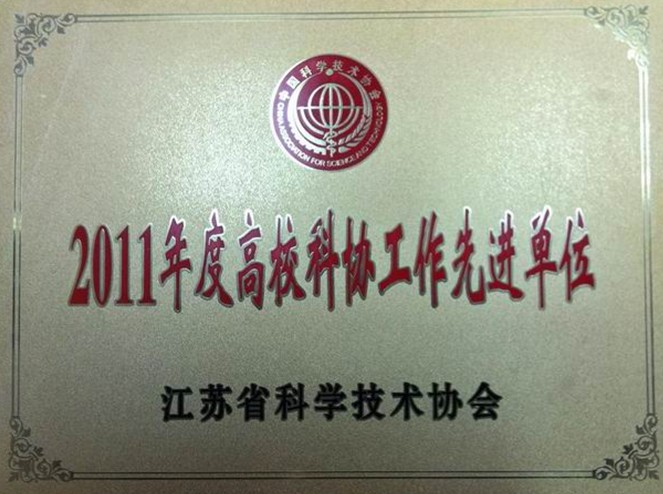 中国科学技术协会
CHINA ASSOCIATION FOR SCIENCE AND TECHNOLOGY
2011年度高校科协工作先进单位
江苏省科学技术协会